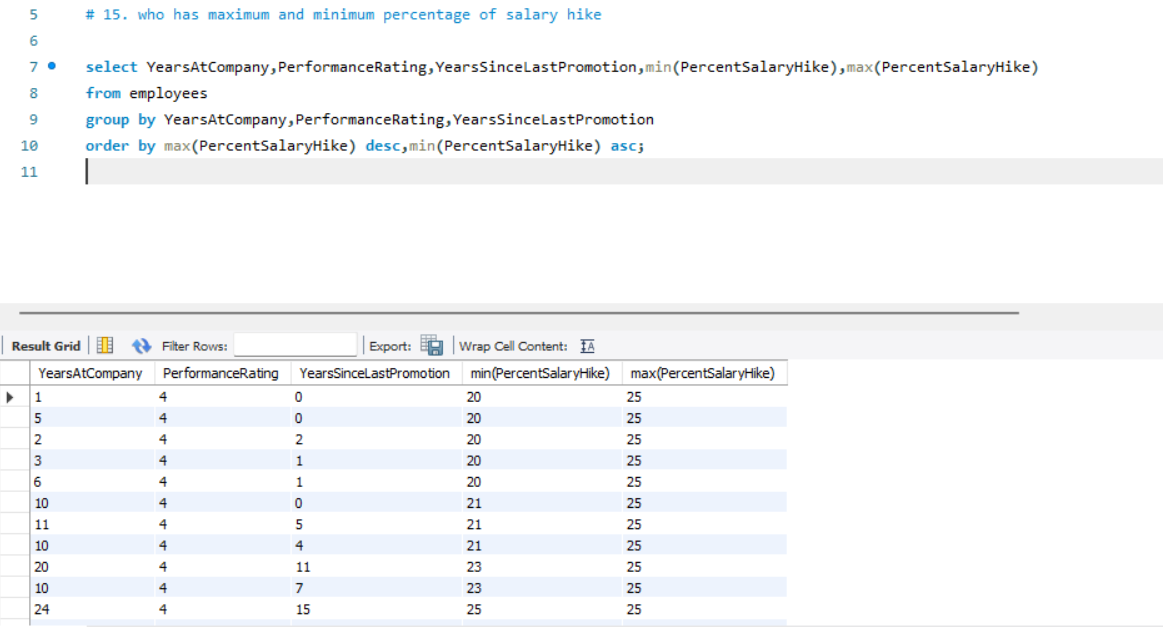 5 # 15. who has maximum and minimum percentage of salary hike
6
7 select YearsAtCompany,PerformanceRating,YearsSinceLastPromotion,min(PercentSalaryHike),max(PercentSalaryHike)
8 from employees
9 group by YearsAtCompany,PerformanceRating,YearsSinceLastPromotion
10 order by max(PercentSalaryHike) desc,min(PercentSalaryHike) asc;
11
Result Grid Filter Rows: Export: Wrap Cell Content: IA
YearsAtCompany PerformanceRating YearsSinceLastPromotion min(PercentSalaryHike) max(PercentSalaryHike)
1 4 0 20 25
5 4 0 20 25
2 4 2 20 25
3 4 1 20 25
6 4 1 20 25
10 4 0 21 25
11 4 5 21 25
10 4 4 21 25
20 4 11 23 25
10 4 7 23 25
24 4 15 25 25